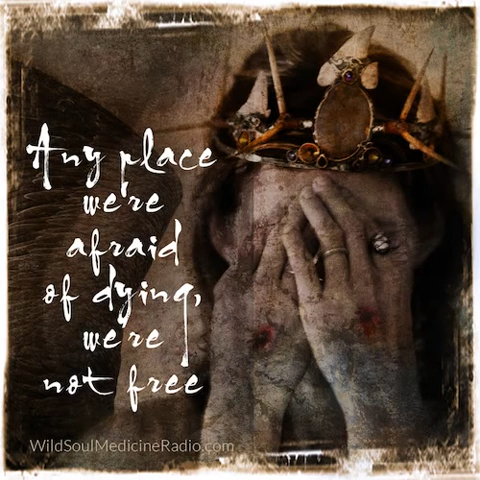 Any place
we're
afraid
of dying,
we're
not free
WildSoulMedicineRadio.com